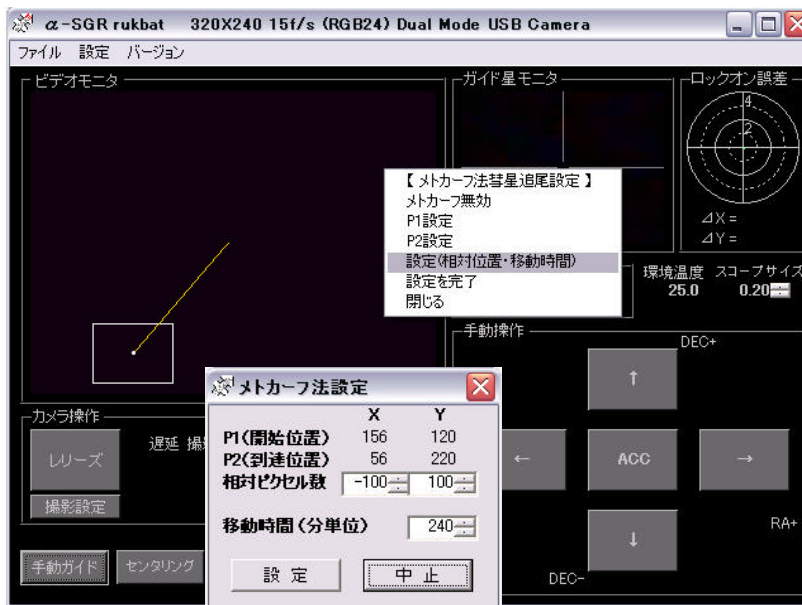 α-SGR rukbat 320X240 15f/s (RGB24) Dual Mode USB Camera
ファイル 設定 バージョン
ビデオモニタ
ガイド星モニタ
ロックオン誤差
4
2
⊿X =
⊿Y =
【 メトカーフ法彗星追尾設定 】
メトカーフ無効
P1設定
P2設定
設定(相対位置・移動時間)
設定を完了
閉じる
環境温度 スコープサイズ
25.0 0.20
手動操作
DEC+
↑
← ACC →
↓
RA+
DEC-
カメラ操作
レリーズ
遅延
撮影設定
手動ガイド センタリング
メトカーフ法設定
X Y
P1(開始位置) 156 120
P2(到達位置) 56 220
相対ピクセル数 -100 100
移動時間(分単位) 240
設 定 中 止